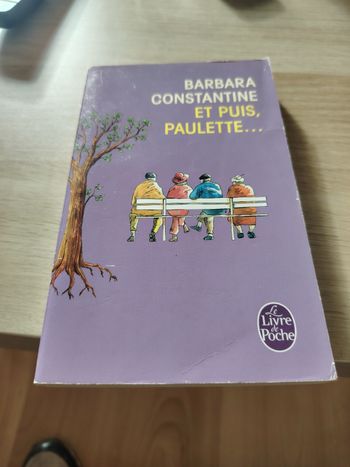 BARBARA
CONSTANTINE
ET PUIS,
PAULETTE...
Le
Livre
de
Poche